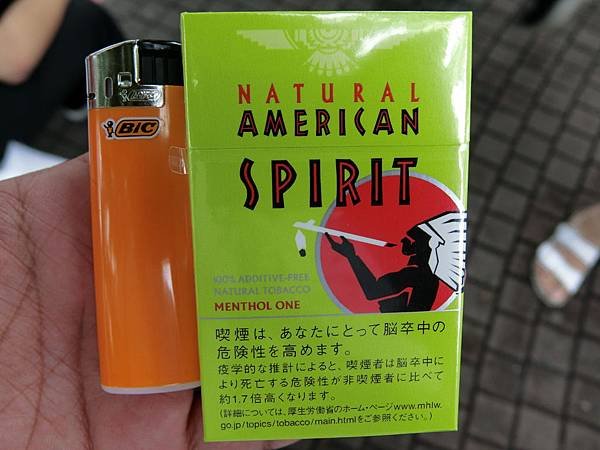 BIC
BIC
NATURAL
AMERICAN
SPIRIT
100% ADDITIVE-FREE
NATURAL TOBACCO
MENTHOL ONE
喫煙は、あなたにとって脳卒中の
危険性を高めます。
疫学的な推計によると、喫煙者は脳卒中に
より死亡する危険性が非喫煙者に比べて
約1.7倍高くなります。
(詳細については、厚生労働省のホーム・ページwww.mhlw.
go.jp/topics/tobacco/main.htmlをご参照ください。)